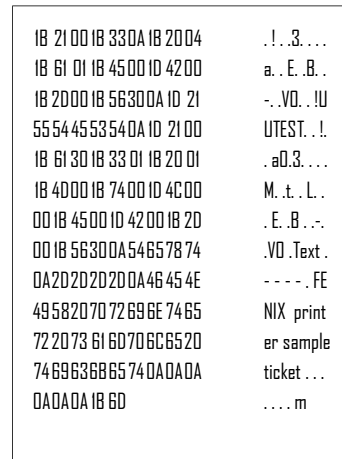 1B 21 00 1B 33 0A 1B 20 04 . ! . .3. . . .
1B 61 01 1B 45 00 1D 42 00 a. . E. .B. .
1B 2D 00 1B 56 30 0A 1D 21 -. .V0. . !U
55 54 45 53 54 0A 1D 21 00 UTEST. . !.
1B 61 30 1B 33 01 1B 20 01 . a0.3. . . .
1B 4D 00 1B 74 00 1D 4C 00 M. .t. . L. .
00 1B 45 00 1D 42 00 1B 2D . E. .B . .-.
00 1B 56 30 0A 54 65 78 74 .V0 .Text .
0A 2D 2D 2D 2D 0A 46 45 4E - - - - . FE
49 58 20 70 72 69 6E 74 65 NIX print
72 20 73 61 6D 70 6C 65 20 er sample
74 69 63 6B 65 74 0A 0A 0A ticket . . .
0A 0A 0A 1B 6D . . . . m